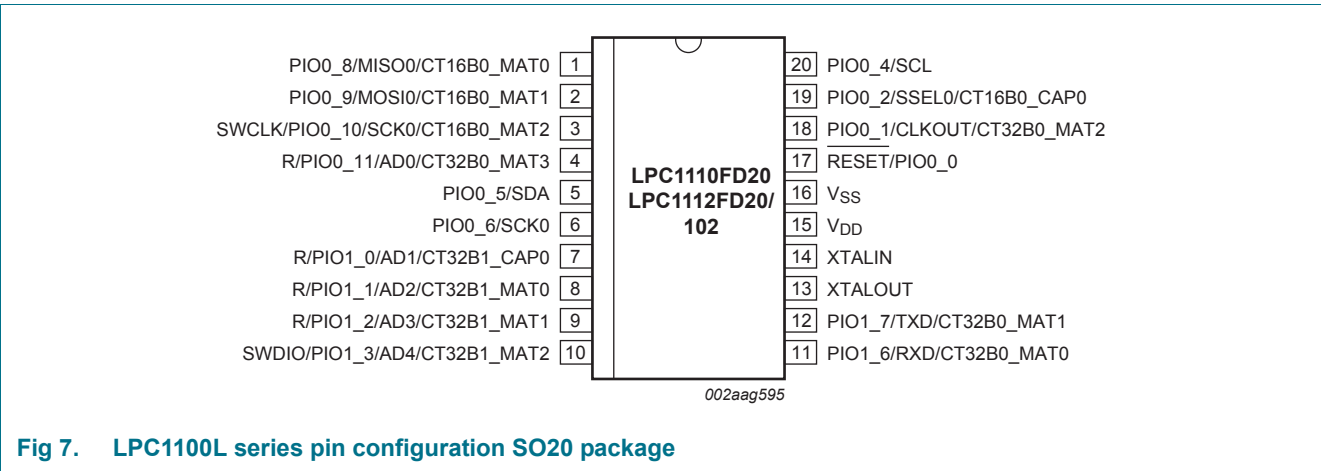 PIO0_8/MISO0/CT16B0_MAT0 1
PIO0_9/MOSI0/CT16B0_MAT1 2
SWCLK/PIO0_10/SCK0/CT16B0_MAT2 3
R/PIO0_11/AD0/CT32B0_MAT3 4
PIO0_5/SDA 5
PIO0_6/SCK0 6
R/PIO1_0/AD1/CT32B1_CAP0 7
R/PIO1_1/AD2/CT32B1_MAT0 8
R/PIO1_2/AD3/CT32B1_MAT1 9
SWDIO/PIO1_3/AD4/CT32B1_MAT2 10
LPC1110FD20
LPC1112FD20/
102
20 PIO0_4/SCL
19 PIO0_2/SSEL0/CT16B0_CAP0
18 PIO0_1/CLKOUT/CT32B0_MAT2
17 RESET/PIO0_0
16 VSS
15 VDD
14 XTALIN
13 XTALOUT
12 PIO1_7/TXD/CT32B0_MAT1
11 PIO1_6/RXD/CT32B0_MAT0
002aag595
Fig 7. LPC1100L series pin configuration SO20 package